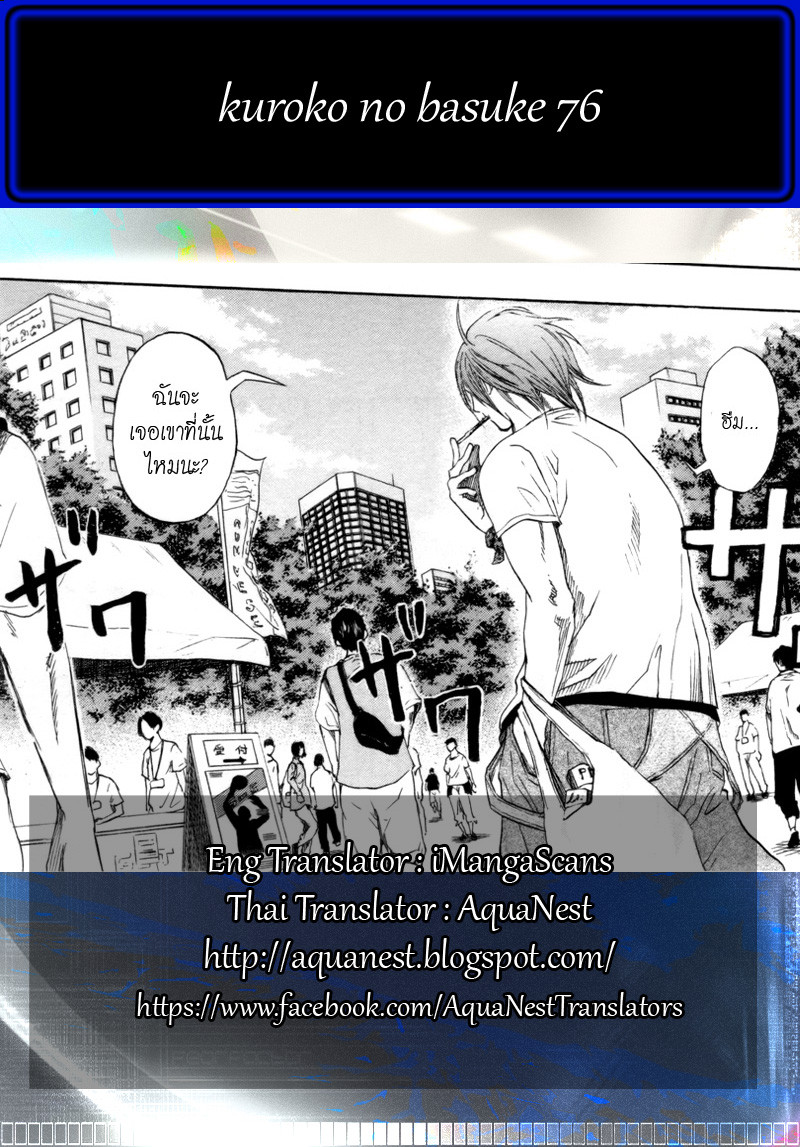 kuroko no basuke 76
ฮึม...
ฉันจะ
เจอเขาที่นั้น
ไหมนะ?
ザワ
ザワ
受付
Eng Translator : iMangaScans
Thai Translator : AquaNest
http://aquanest.blogspot.com/
https://www.facebook.com/AquaNestTranslators